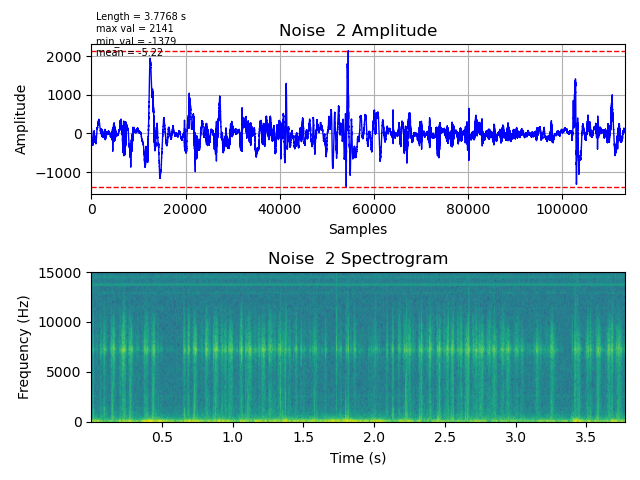 Length = 3.7768 s
max val = 2141
min_val = -1379
mean = -5.22
Noise  2 Amplitude
Amplitude
2000
1000
0
−1000
0 20000 40000 60000 80000 100000
Samples
Noise  2 Spectrogram
Frequency (Hz)
15000
10000
5000
0
0.5 1.0 1.5 2.0 2.5 3.0 3.5
Time (s)